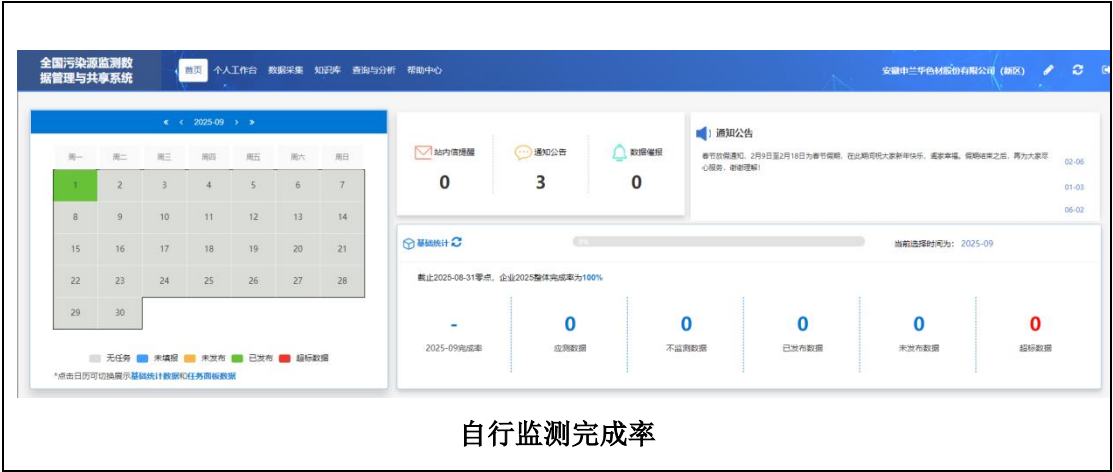 全国污染源监测数
据管理与共享系统
首页 个人工作台 数据采集 知识库 查询与分析 帮助中心
安徽申兰华色材股份有限公司 (新区)
« ‹ 2025-09 › »
周一 周二 周三 周四 周五 周六 周日
1 2 3 4 5 6 7
8 9 10 11 12 13 14
15 16 17 18 19 20 21
22 23 24 25 26 27 28
29 30
无任务 未填报 未发布 已发布 超标数据
*点击日历可切换展示基础统计数据和任务面板数据
站内信提醒 通知公告 数据催报
0 3 0
通知公告
春节放假通知，2月9日至2月18日为春节假期，在此期间祝大家新年快乐，阖家幸福。假期结束之后，再为大家尽
心服务，谢谢理解!
02-06
01-03
06-02
基础统计
0%
当前选择时间为： 2025-09
截止2025-08-31零点，企业2025整体完成率为100%
- 0 0 0 0 0
2025-09完成率 应测数据 不监测数据 已发布数据 未发布数据 超标数据
自行监测完成率